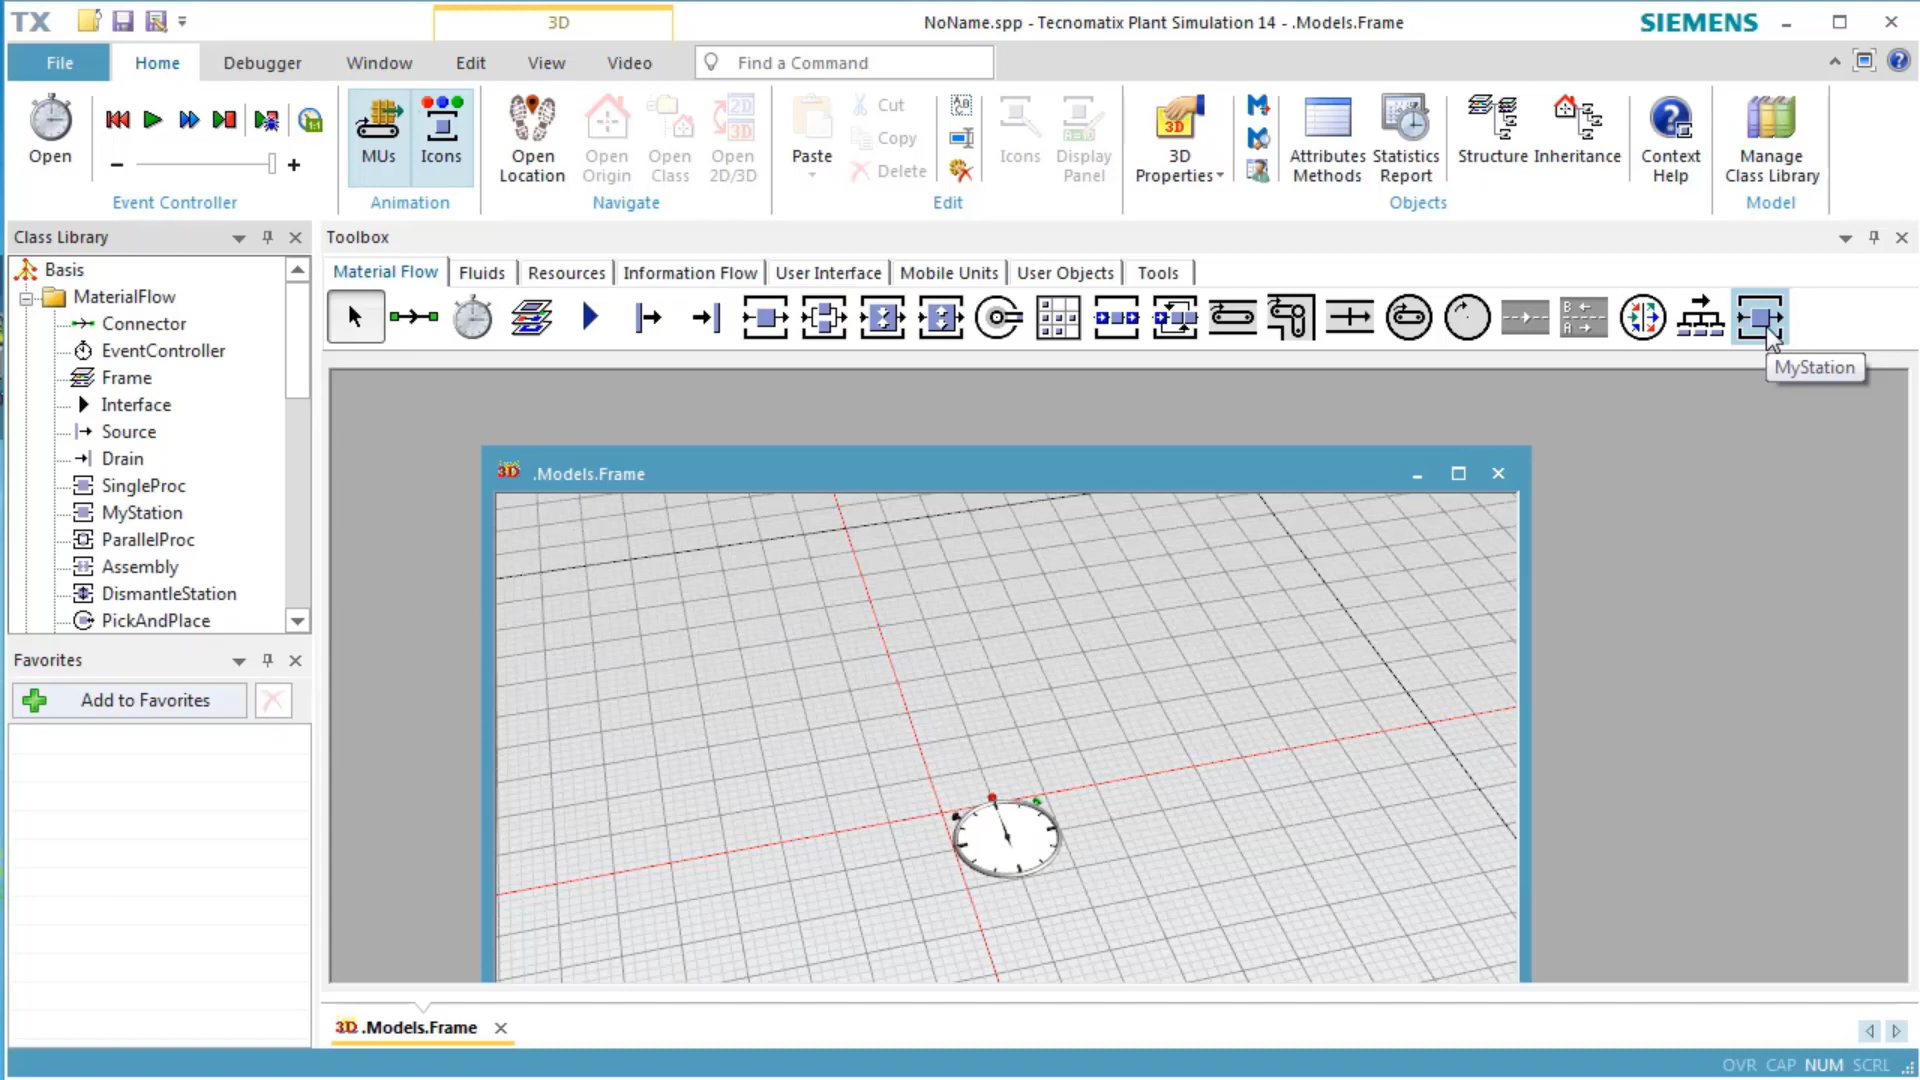 TX
3D
NoName.spp - Tecnomatix Plant Simulation 14 - .Models.Frame
SIEMENS
File
Home
Debugger
Window
Edit
View
Video
Find a Command
Open
MUs
Icons
Open Location
Open Origin
Open Class
Open 2D/3D
Paste
Cut
Copy
Delete
Icons
Display Panel
3D Properties
Attributes Methods
Statistics Report
Structure
Inheritance
Context Help
Manage Class Library
Event Controller
Animation
Navigate
Edit
Objects
Model
Class Library
Toolbox
Basis
MaterialFlow
Connector
EventController
Frame
Interface
Source
Drain
SingleProc
MyStation
ParallelProc
Assembly
DismantleStation
PickAndPlace
Material Flow
Fluids
Resources
Information Flow
User Interface
Mobile Units
User Objects
Tools
MyStation
3D .Models.Frame
Favorites
Add to Favorites
3D .Models.Frame
OVR CAP NUM SCRL